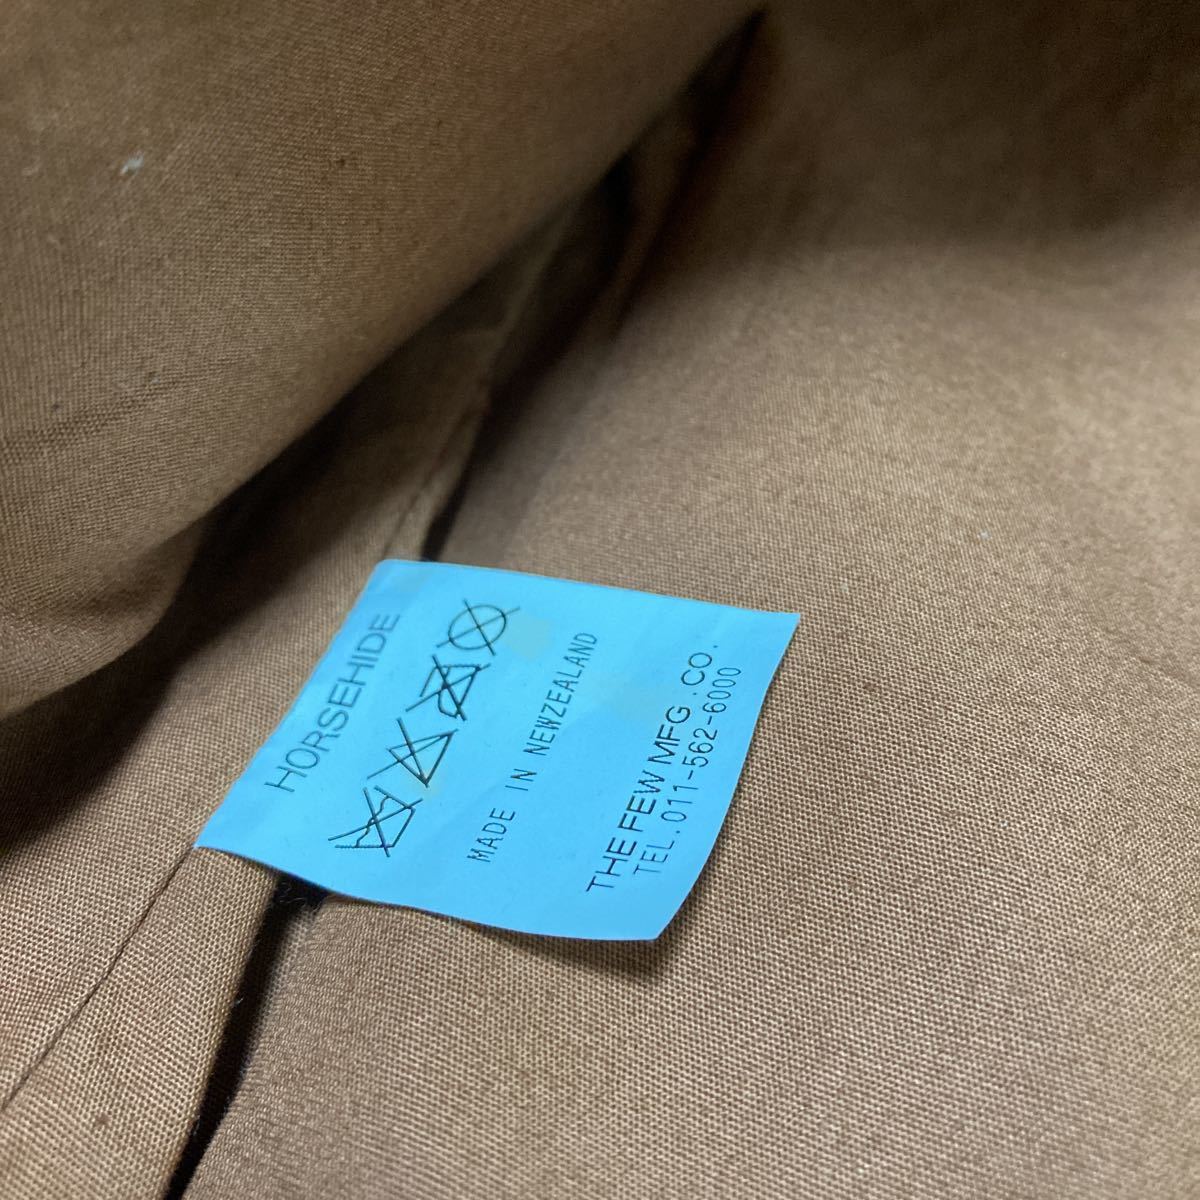 HORSEHIDE
MADE IN NEWZEALAND
THE FEW MFG .CO.
TEL.011-562-6000